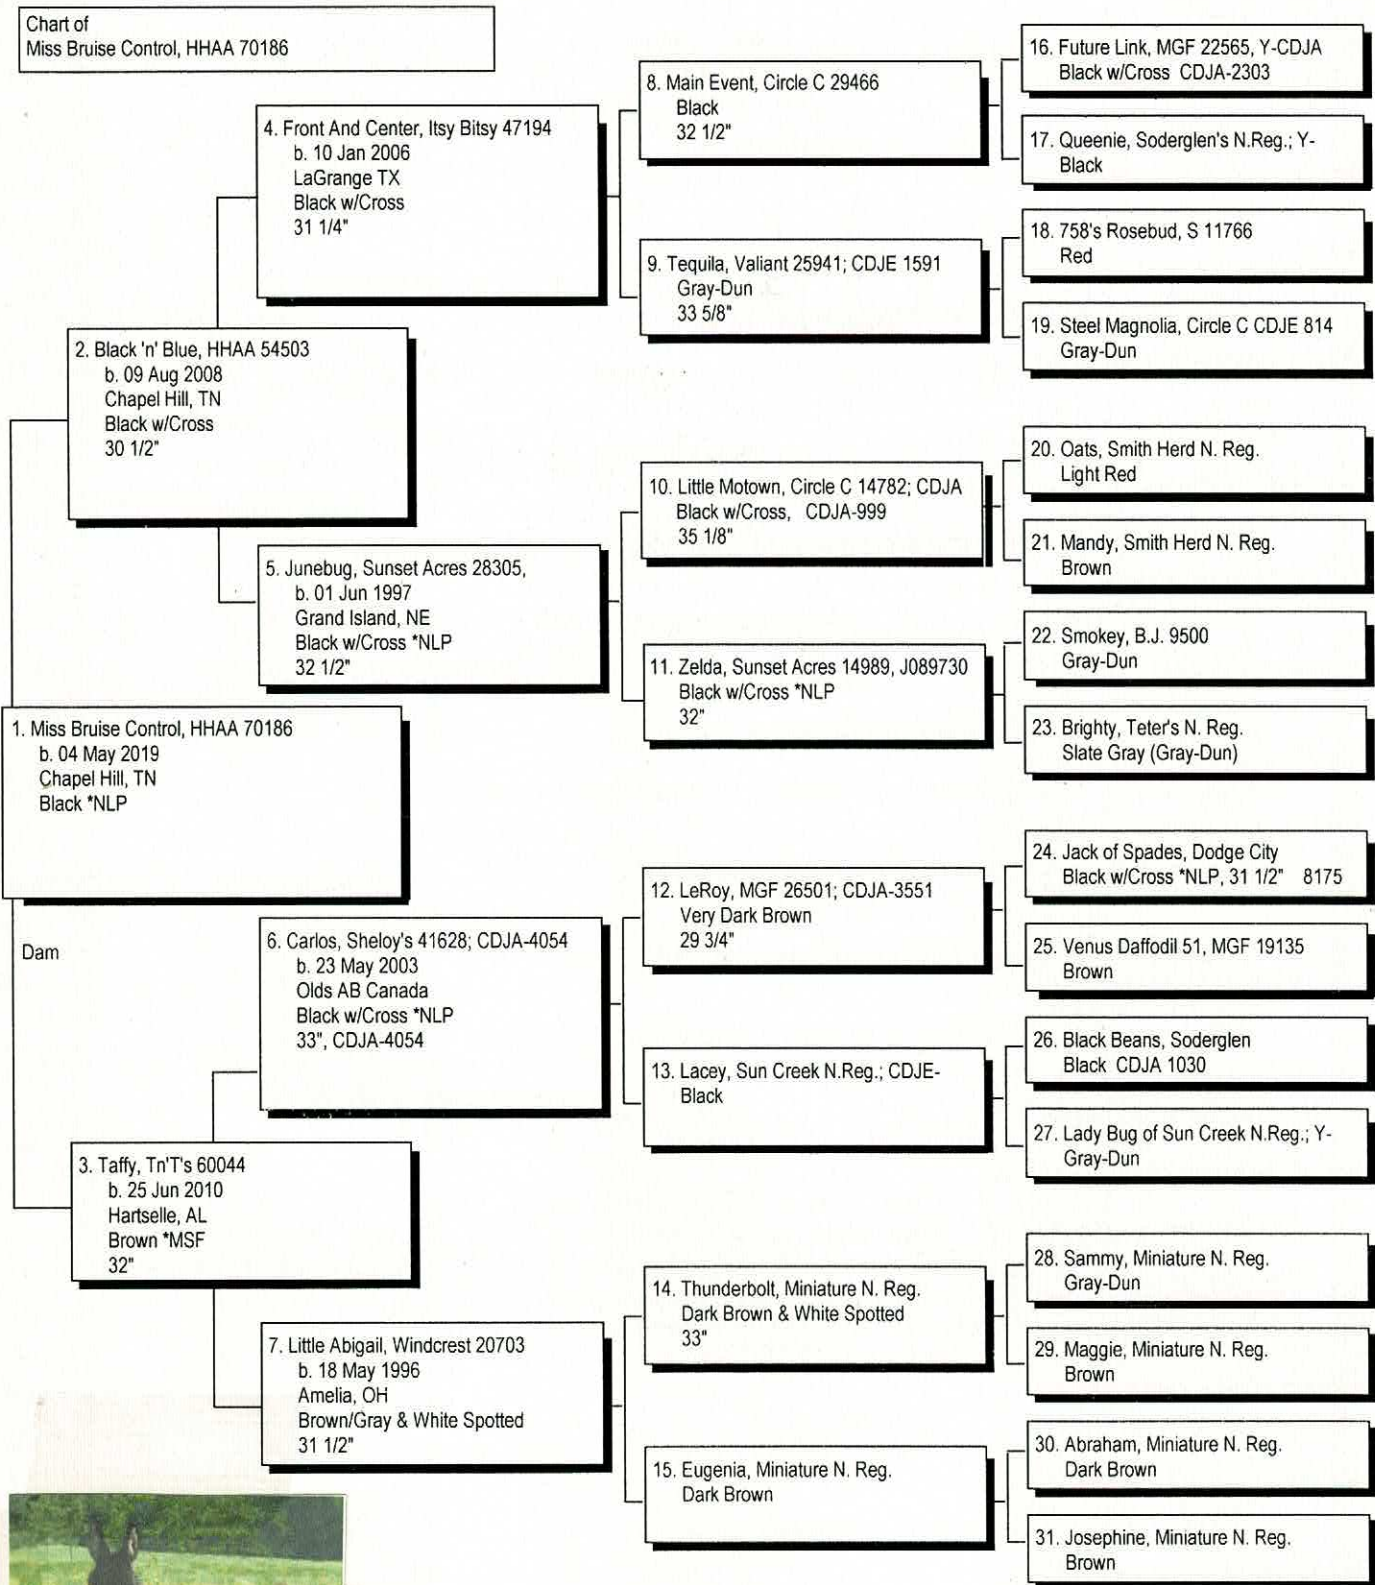 Chart of
Miss Bruise Control, HHAA 70186
1. Miss Bruise Control, HHAA 70186
b. 04 May 2019
Chapel Hill, TN
Black *NLP
Dam
2. Black 'n' Blue, HHAA 54503
b. 09 Aug 2008
Chapel Hill, TN
Black w/Cross
30 1/2"
3. Taffy, Tn'T's 60044
b. 25 Jun 2010
Hartselle, AL
Brown *MSF
32"
4. Front And Center, Itsy Bitsy 47194
b. 10 Jan 2006
LaGrange TX
Black w/Cross
31 1/4"
5. Junebug, Sunset Acres 28305,
b. 01 Jun 1997
Grand Island, NE
Black w/Cross *NLP
32 1/2"
6. Carlos, Sheloy's 41628; CDJA-4054
b. 23 May 2003
Olds AB Canada
Black w/Cross *NLP
33", CDJA-4054
7. Little Abigail, Windcrest 20703
b. 18 May 1996
Amelia, OH
Brown/Gray & White Spotted
31 1/2"
8. Main Event, Circle C 29466
Black
32 1/2"
9. Tequila, Valiant 25941; CDJE 1591
Gray-Dun
33 5/8"
10. Little Motown, Circle C 14782; CDJA
Black w/Cross, CDJA-999
35 1/8"
11. Zelda, Sunset Acres 14989, J089730
Black w/Cross *NLP
32"
12. LeRoy, MGF 26501; CDJA-3551
Very Dark Brown
29 3/4"
13. Lacey, Sun Creek N.Reg.; CDJE-
Black
14. Thunderbolt, Miniature N. Reg.
Dark Brown & White Spotted
33"
15. Eugenia, Miniature N. Reg.
Dark Brown
16. Future Link, MGF 22565, Y-CDJA
Black w/Cross CDJA-2303
17. Queenie, Soderglen's N.Reg.; Y-
Black
18. 758's Rosebud, S 11766
Red
19. Steel Magnolia, Circle C CDJE 814
Gray-Dun
20. Oats, Smith Herd N. Reg.
Light Red
21. Mandy, Smith Herd N. Reg.
Brown
22. Smokey, B.J. 9500
Gray-Dun
23. Brighty, Teter's N. Reg.
Slate Gray (Gray-Dun)
24. Jack of Spades, Dodge City
Black w/Cross *NLP, 31 1/2" 8175
25. Venus Daffodil 51, MGF 19135
Brown
26. Black Beans, Soderglen
Black CDJA 1030
27. Lady Bug of Sun Creek N.Reg.; Y-
Gray-Dun
28. Sammy, Miniature N. Reg.
Gray-Dun
29. Maggie, Miniature N. Reg.
Brown
30. Abraham, Miniature N. Reg.
Dark Brown
31. Josephine, Miniature N. Reg.
Brown